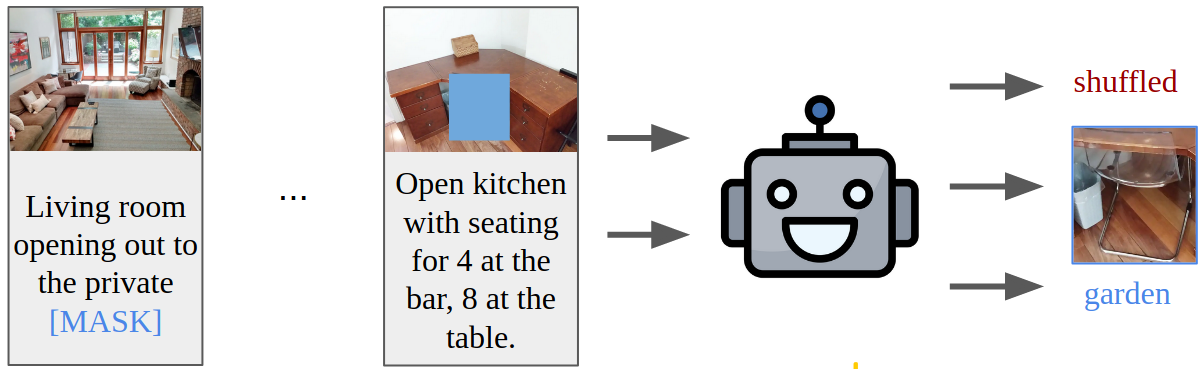 Living room
opening out to
the private
[MASK]
...
Open kitchen
with seating
for 4 at the
bar, 8 at the
table.
shuffled
garden